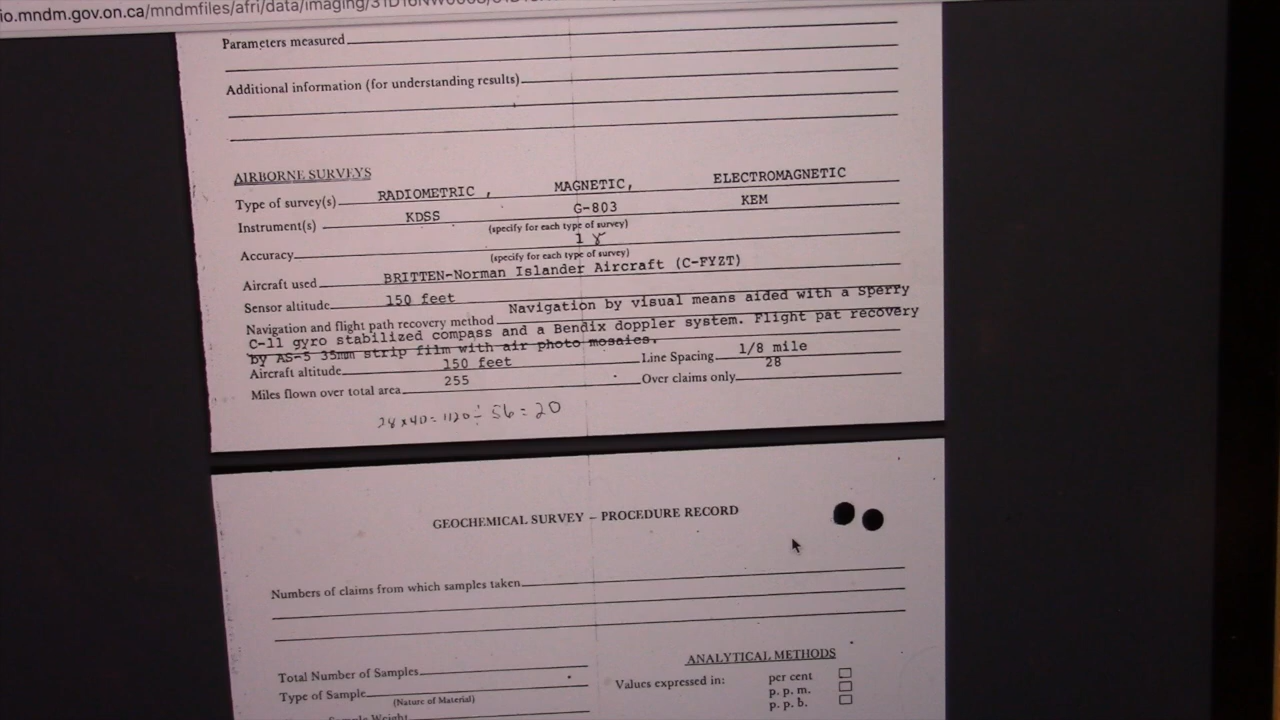 io.mndm.gov.on.ca/mndmfiles/afri/data/imaging/
Parameters measured
Additional information (for understanding results)
AIRBORNE SURVEYS
Type of survey(s) RADIOMETRIC , MAGNETIC, ELECTROMAGNETIC
Instrument(s) KDSS G-803 KEM
(specify for each type of survey)
Accuracy 1 γ
(specify for each type of survey)
Aircraft used BRITTEN-Norman Islander Aircraft (C-FYZT)
Sensor altitude 150 feet
Navigation and flight path recovery method Navigation by visual means aided with a Sperry
C-11 gyro stabilized compass and a Bendix doppler system. Flight pat recovery
by AS-5 35mm strip film with air photo mosaics.
Aircraft altitude 150 feet Line Spacing 1/8 mile
Miles flown over total area 255 Over claims only 28
28 x 40 = 1120 ÷ 56 = 20
GEOCHEMICAL SURVEY – PROCEDURE RECORD
Numbers of claims from which samples taken
Total Number of Samples
Type of Sample
(Nature of Material)
Sample Weight
ANALYTICAL METHODS
Values expressed in: per cent
p. p. m.
p. p. b.